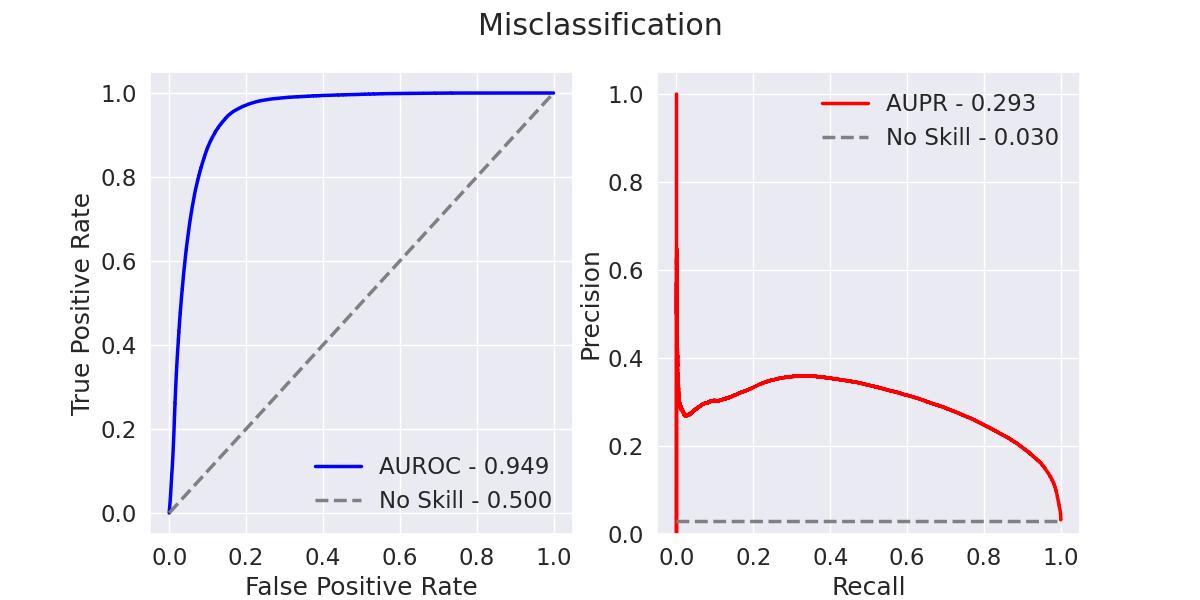 Misclassification
True Positive Rate
1.0
0.8
0.6
0.4
0.2
0.0
AUROC - 0.949
No Skill - 0.500
0.0 0.2 0.4 0.6 0.8 1.0
False Positive Rate
Precision
1.0
0.8
0.6
0.4
0.2
0.0
AUPR - 0.293
No Skill - 0.030
0.0 0.2 0.4 0.6 0.8 1.0
Recall